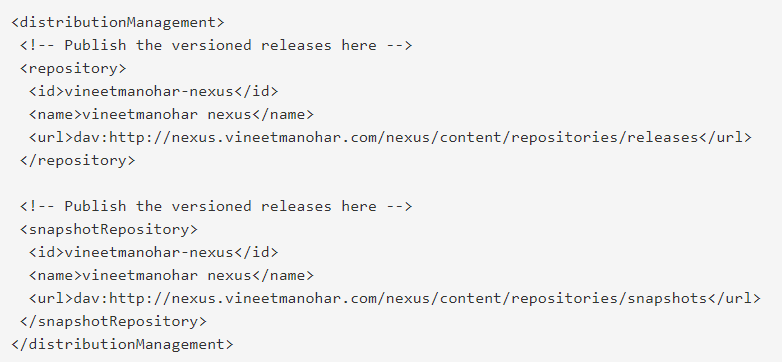 <distributionManagement>
<!-- Publish the versioned releases here -->
<repository>
<id>vineetmanohar-nexus</id>
<name>vineetmanohar nexus</name>
<url>dav:http://nexus.vineetmanohar.com/nexus/content/repositories/releases</url>
</repository>
<!-- Publish the versioned releases here -->
<snapshotRepository>
<id>vineetmanohar-nexus</id>
<name>vineetmanohar nexus</name>
<url>dav:http://nexus.vineetmanohar.com/nexus/content/repositories/snapshots</url>
</snapshotRepository>
</distributionManagement>